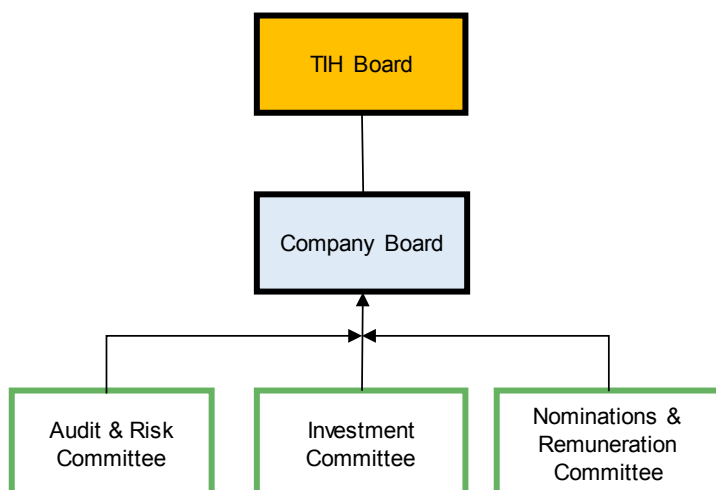 TIH Board
Company Board
Audit & Risk
Committee
Investment
Committee
Nominations &
Remuneration
Committee